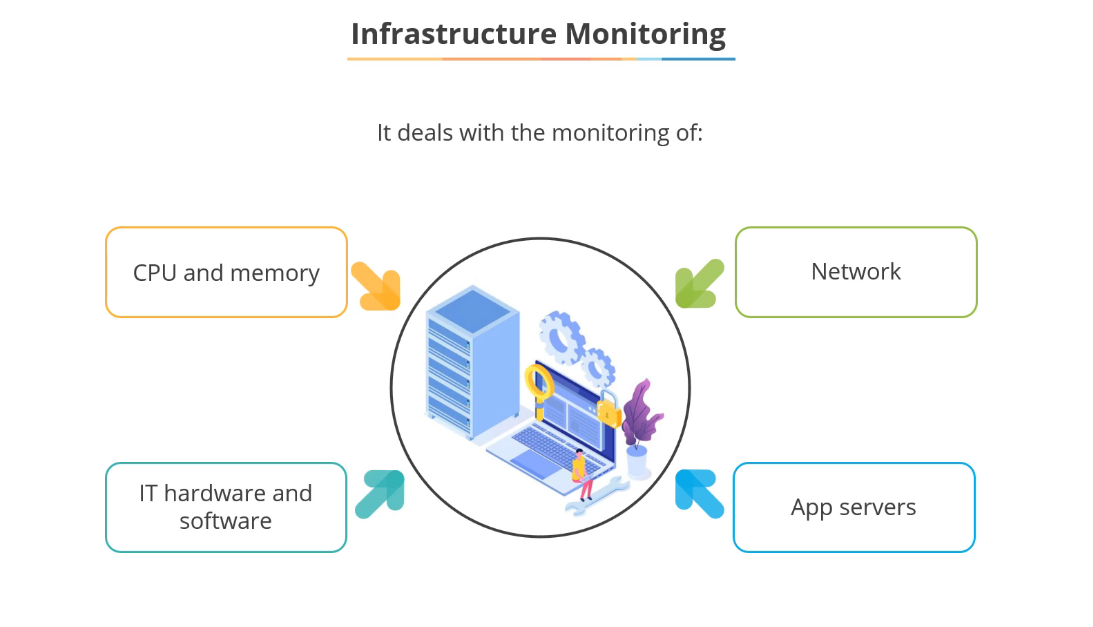 Infrastructure Monitoring
It deals with the monitoring of:
CPU and memory
Network
IT hardware and
software
App servers